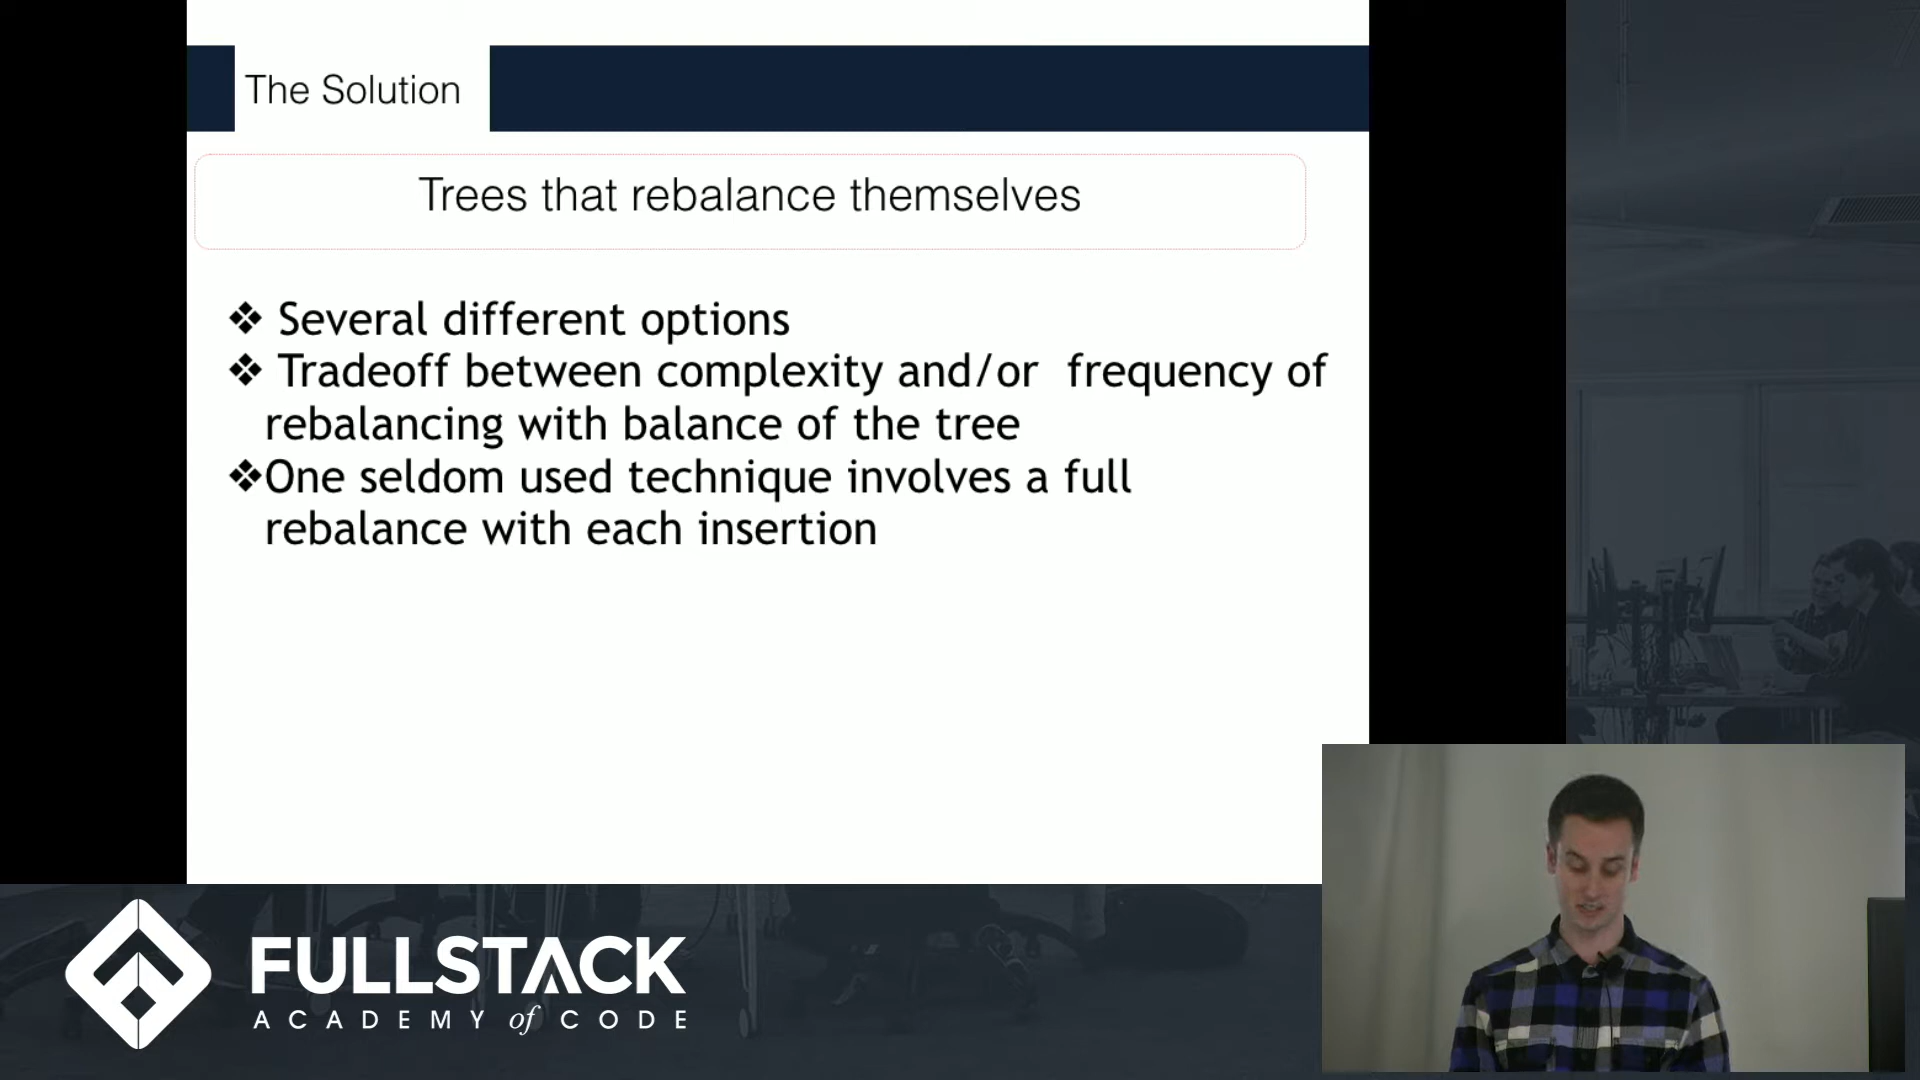 The Solution
Trees that rebalance themselves
❖ Several different options
❖ Tradeoff between complexity and/or frequency of
rebalancing with balance of the tree
❖One seldom used technique involves a full
rebalance with each insertion
FULLSTACK
ACADEMY of CODE